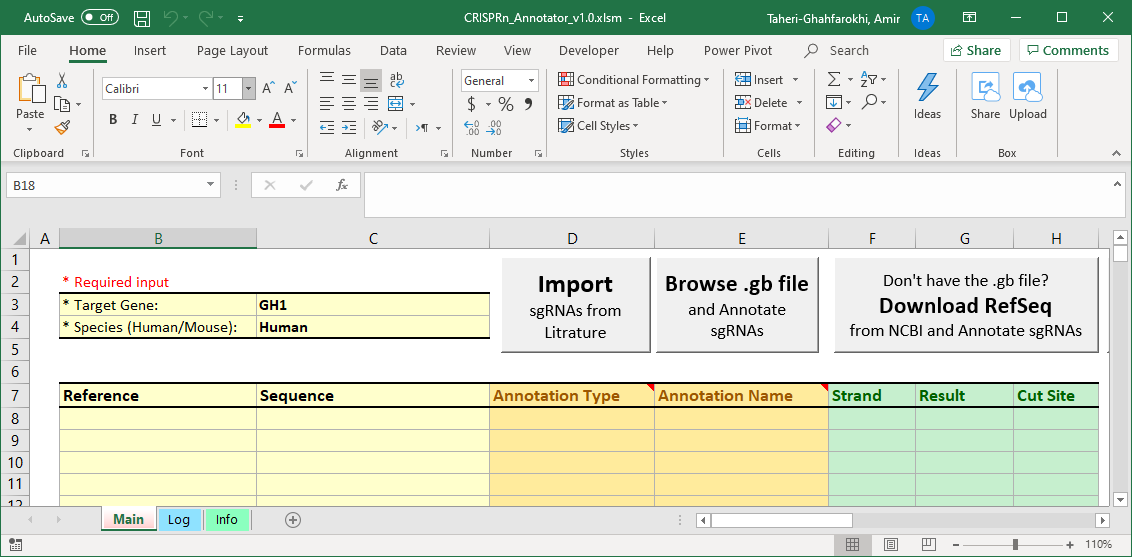 AutoSave Off CRISPRn_Annotator_v1.0.xlsm - Excel Taheri-Ghahfarokhi, Amir TA
File Home Insert Page Layout Formulas Data Review View Developer Help Power Pivot Search Share Comments
Paste
Calibri 11
B I U
General
$ % 9
Conditional Formatting
Format as Table
Cell Styles
Insert
Delete
Format
Ideas
Share
Upload
Clipboard Font Alignment Number Styles Cells Editing Ideas Box
B18 fx
A B C D E F G H
1
2 * Required input
3 * Target Gene: GH1
4 * Species (Human/Mouse): Human
5
Import
sgRNAs from
Litrature
Browse .gb file
and Annotate
sgRNAs
Don't have the .gb file?
Download RefSeq
from NCBI and Annotate sgRNAs
6
7 Reference Sequence Annotation Type Annotation Name Strand Result Cut Site
8
9
10
11
12
Main Log Info
110%